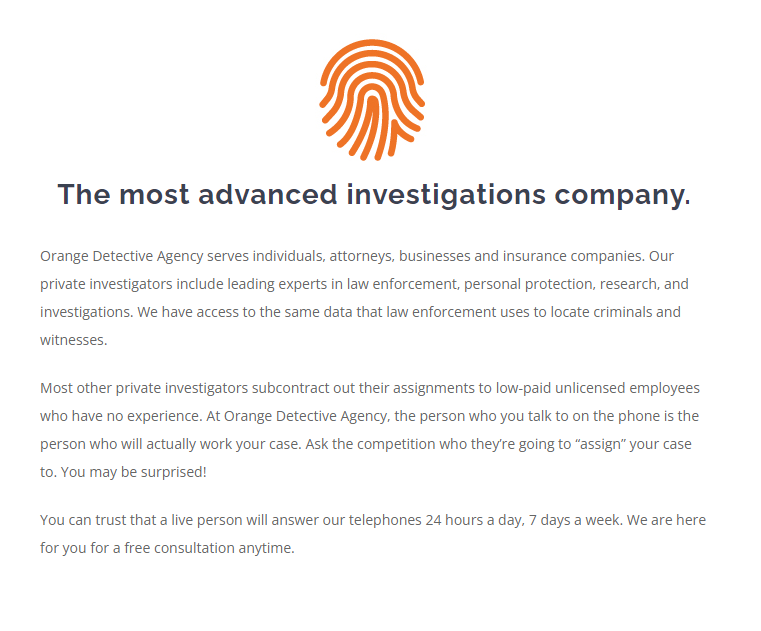 The most advanced investigations company.
Orange Detective Agency serves individuals, attorneys, businesses and insurance companies. Our
private investigators include leading experts in law enforcement, personal protection, research, and
investigations. We have access to the same data that law enforcement uses to locate criminals and
witnesses.
Most other private investigators subcontract out their assignments to low-paid unlicensed employees
who have no experience. At Orange Detective Agency, the person who you talk to on the phone is the
person who will actually work your case. Ask the competition who they’re going to “assign” your case
to. You may be surprised!
You can trust that a live person will answer our telephones 24 hours a day, 7 days a week. We are here
for you for a free consultation anytime.